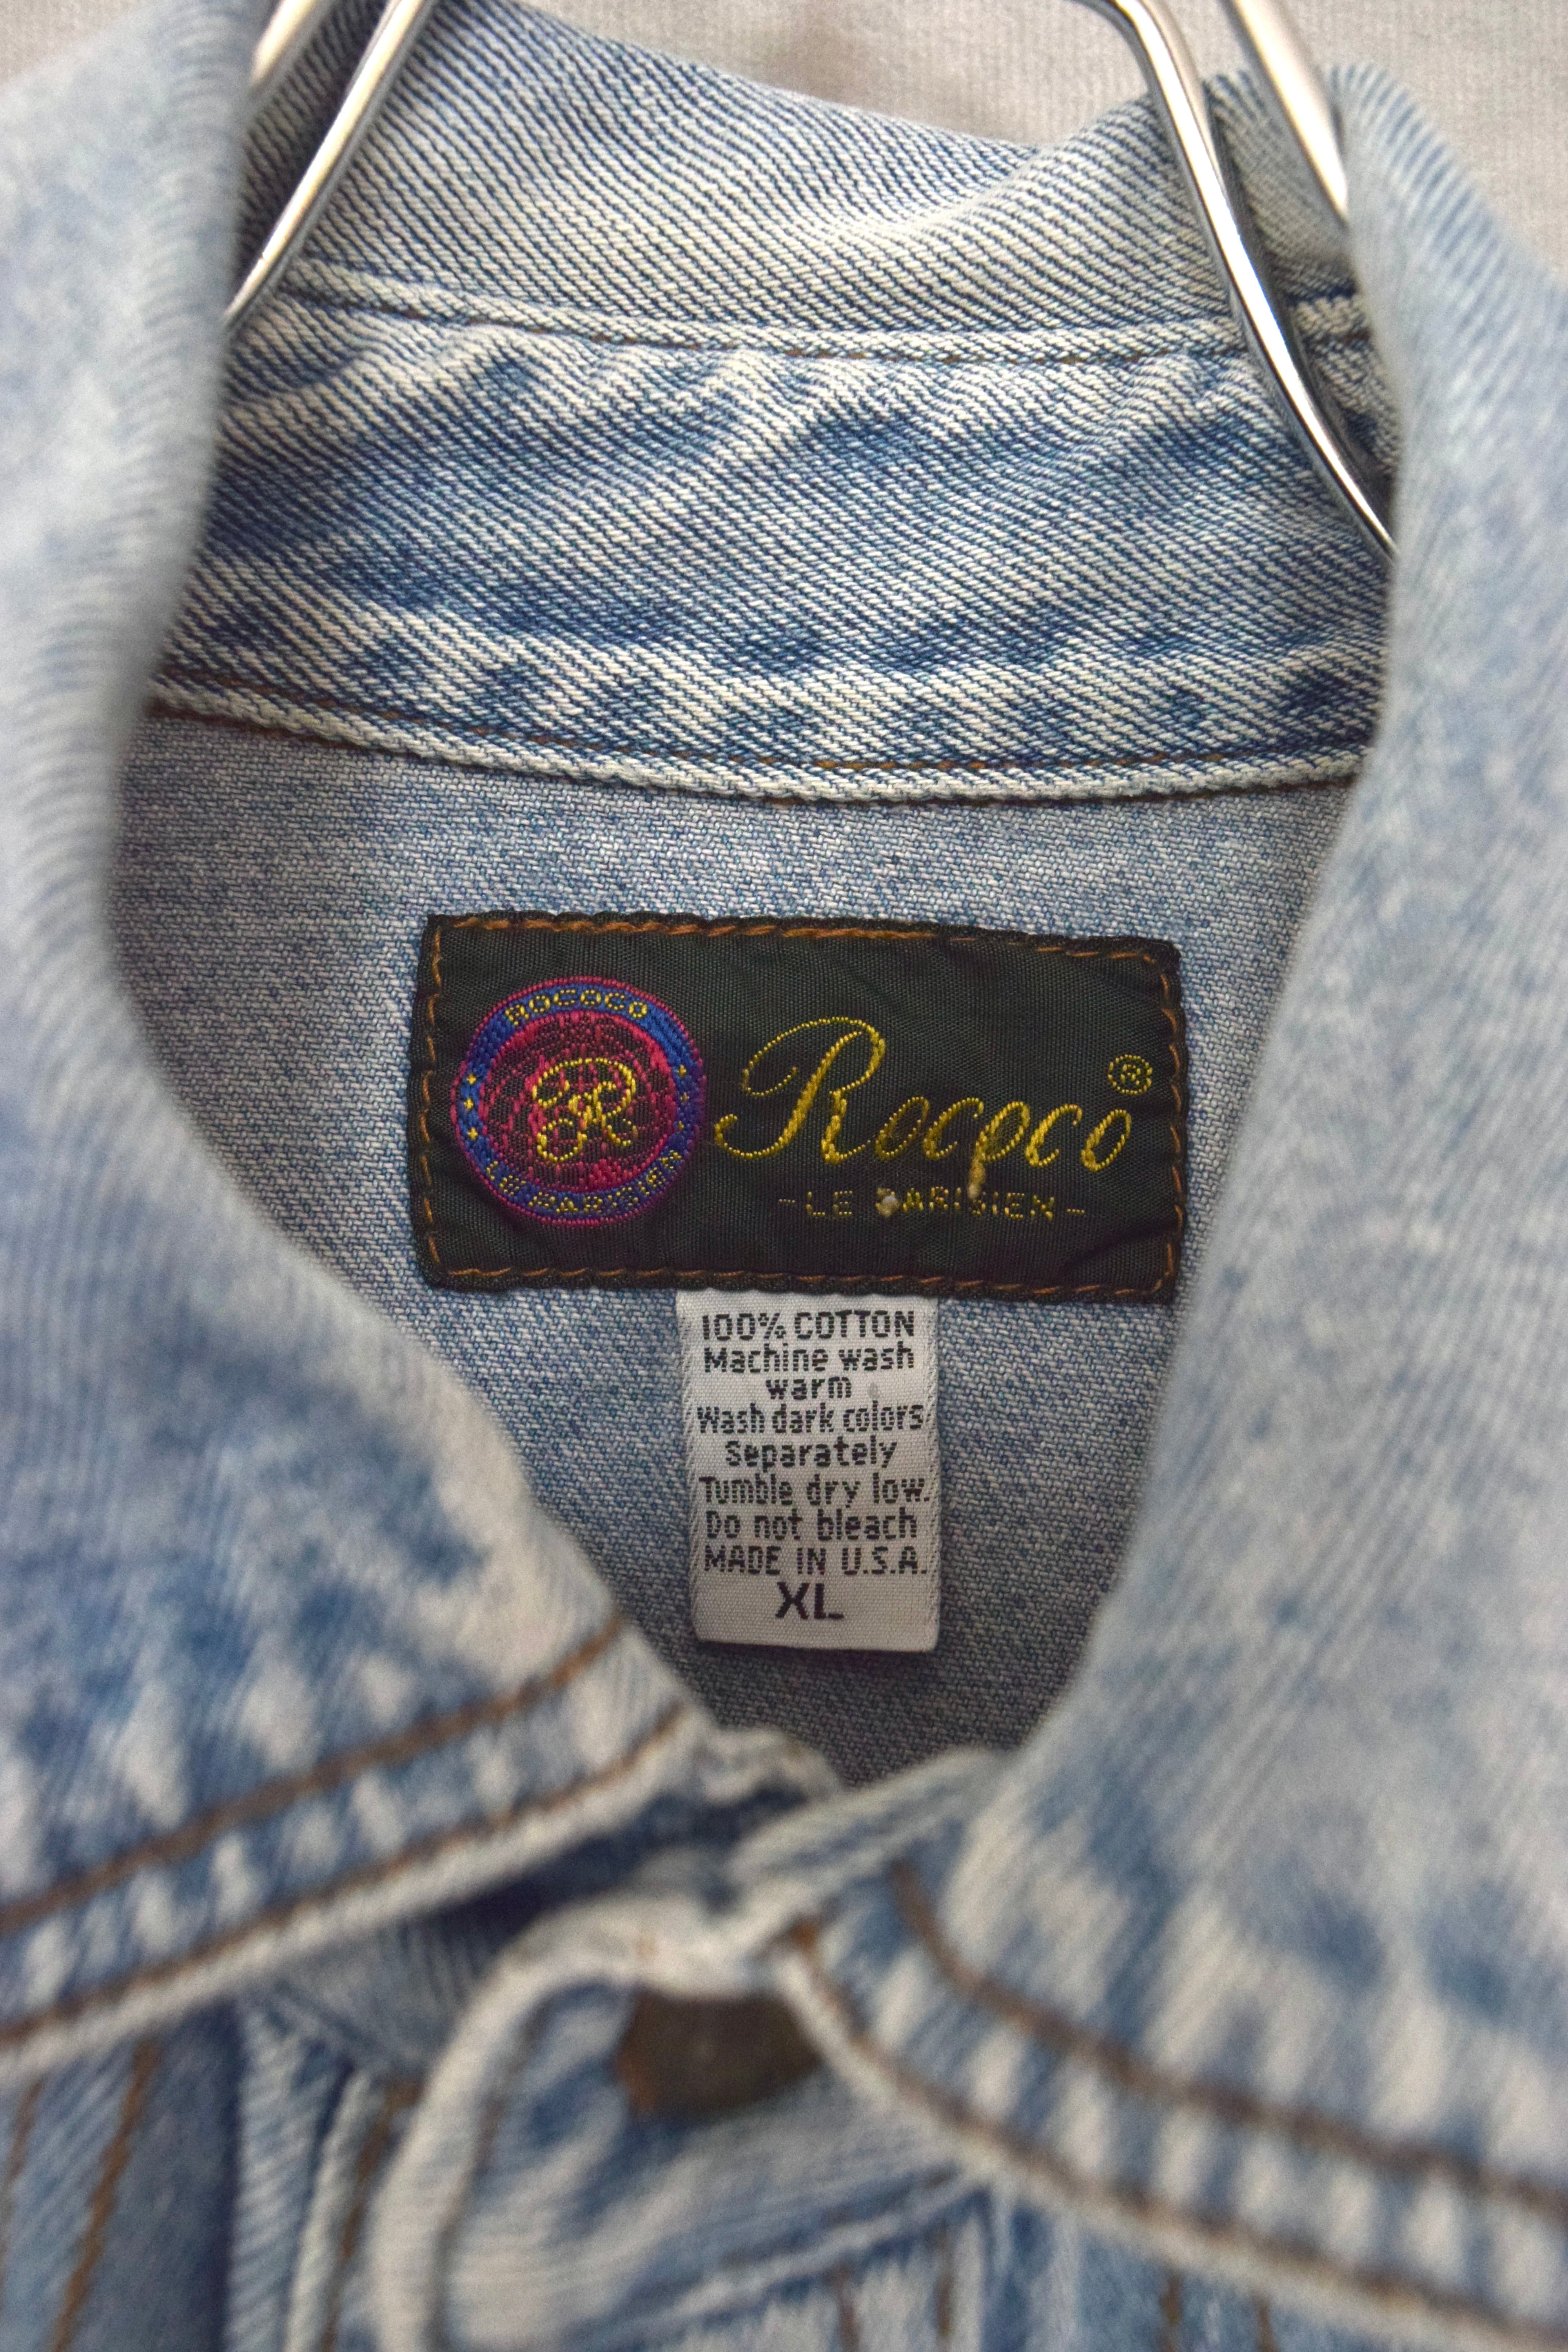 ROCOCO
R
LE PARISIEN
Rococo ®
-LE PARISIEN-
100% COTTON
Machine wash
warm
Wash dark colors
Separately
Tumble dry low.
Do not bleach
MADE IN U.S.A.
XL